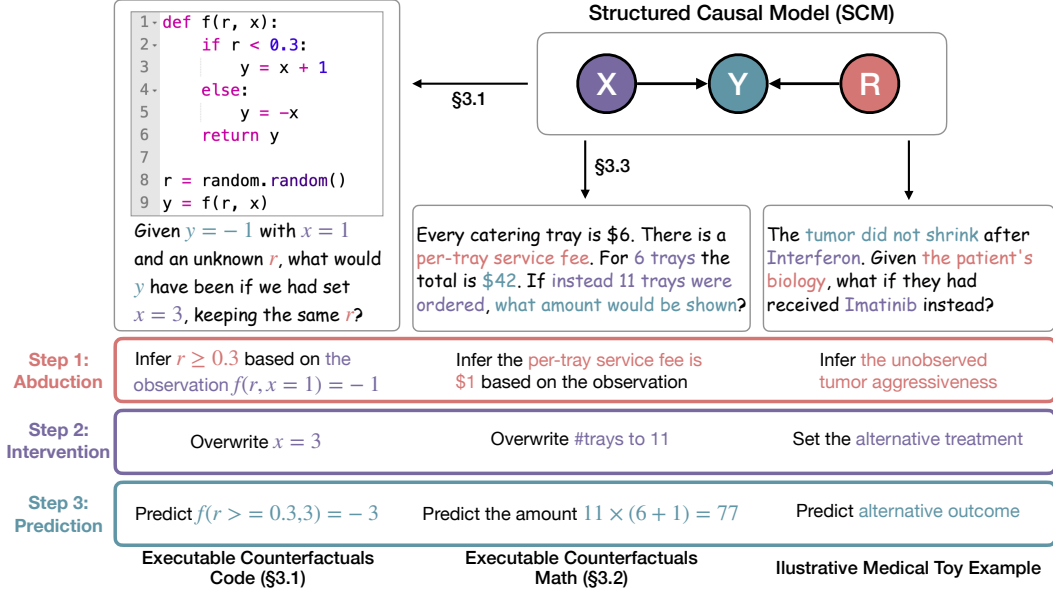 Structured Causal Model (SCM)
X
Y
R
§3.1
§3.3
1 def f(r, x):
2 if r < 0.3:
3 y = x + 1
4 else:
5 y = -x
6 return y
7
8 r = random.random()
9 y = f(r, x)
Given y = − 1 with x = 1
and an unknown r, what would
y have been if we had set
x = 3, keeping the same r?
Every catering tray is $6. There is a
per-tray service fee. For 6 trays the
total is $42. If instead 11 trays were
ordered, what amount would be shown?
The tumor did not shrink after
Interferon. Given the patient's
biology, what if they had
received Imatinib instead?
Step 1:
Abduction
Infer r ≥ 0.3 based on the
observation f(r, x = 1) = − 1
Infer the per-tray service fee is
$1 based on the observation
Infer the unobserved
tumor aggressiveness
Step 2:
Intervention
Overwrite x = 3
Overwrite #trays to 11
Set the alternative treatment
Step 3:
Prediction
Predict f(r > = 0.3,3) = − 3
Predict the amount 11 × (6 + 1) = 77
Predict alternative outcome
Executable Counterfactuals
Code (§3.1)
Executable Counterfactuals
Math (§3.2)
Ilustrative Medical Toy Example